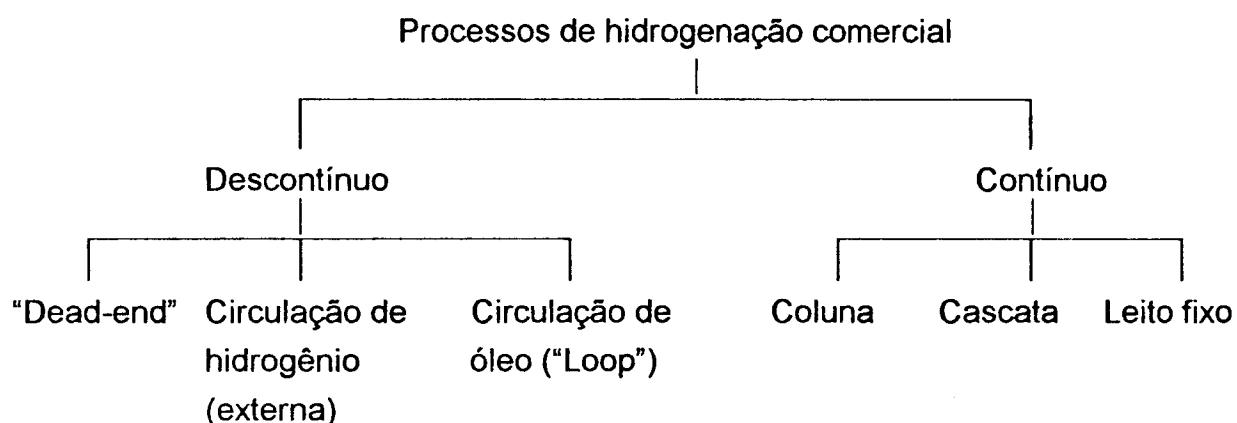 Processos de hidrogenação comercial
Descontínuo
Contínuo
“Dead-end”
Circulação de
hidrogênio
(externa)
Circulação de
óleo (“Loop”)
Coluna
Cascata
Leito fixo